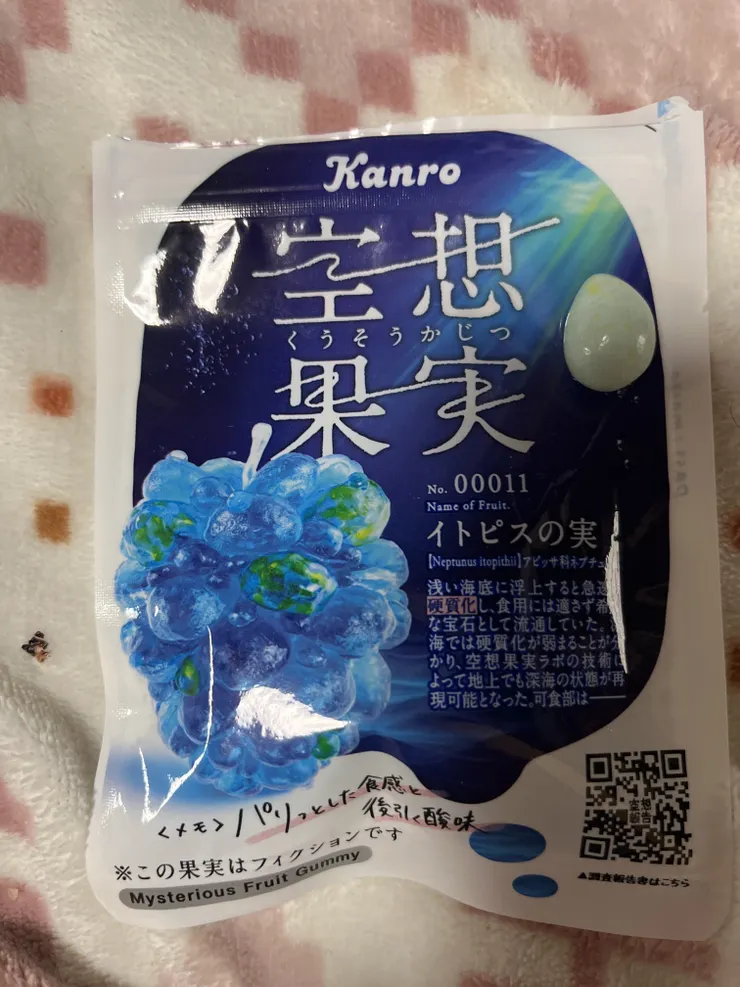 Kanro
空想
くうそうかじつ
果実
No. 00011
Name of Fruit.
イトピスの実
【Neptunus itopithii】アビッサ科ネプチュ
浅い海底に浮上すると急速
硬質化し、食用には適さず希
な宝石として流通していた。
海では硬質化が弱まることが分
かり、空想果実ラボの技術に
よって地上でも深海の状態が再
現可能となった。可食部は――
<メモ> パリっとした食感と
後引く酸味
※この果実はフィクションです
Mysterious Fruit Gummy
空想
報告
▲調査報告書はこちら